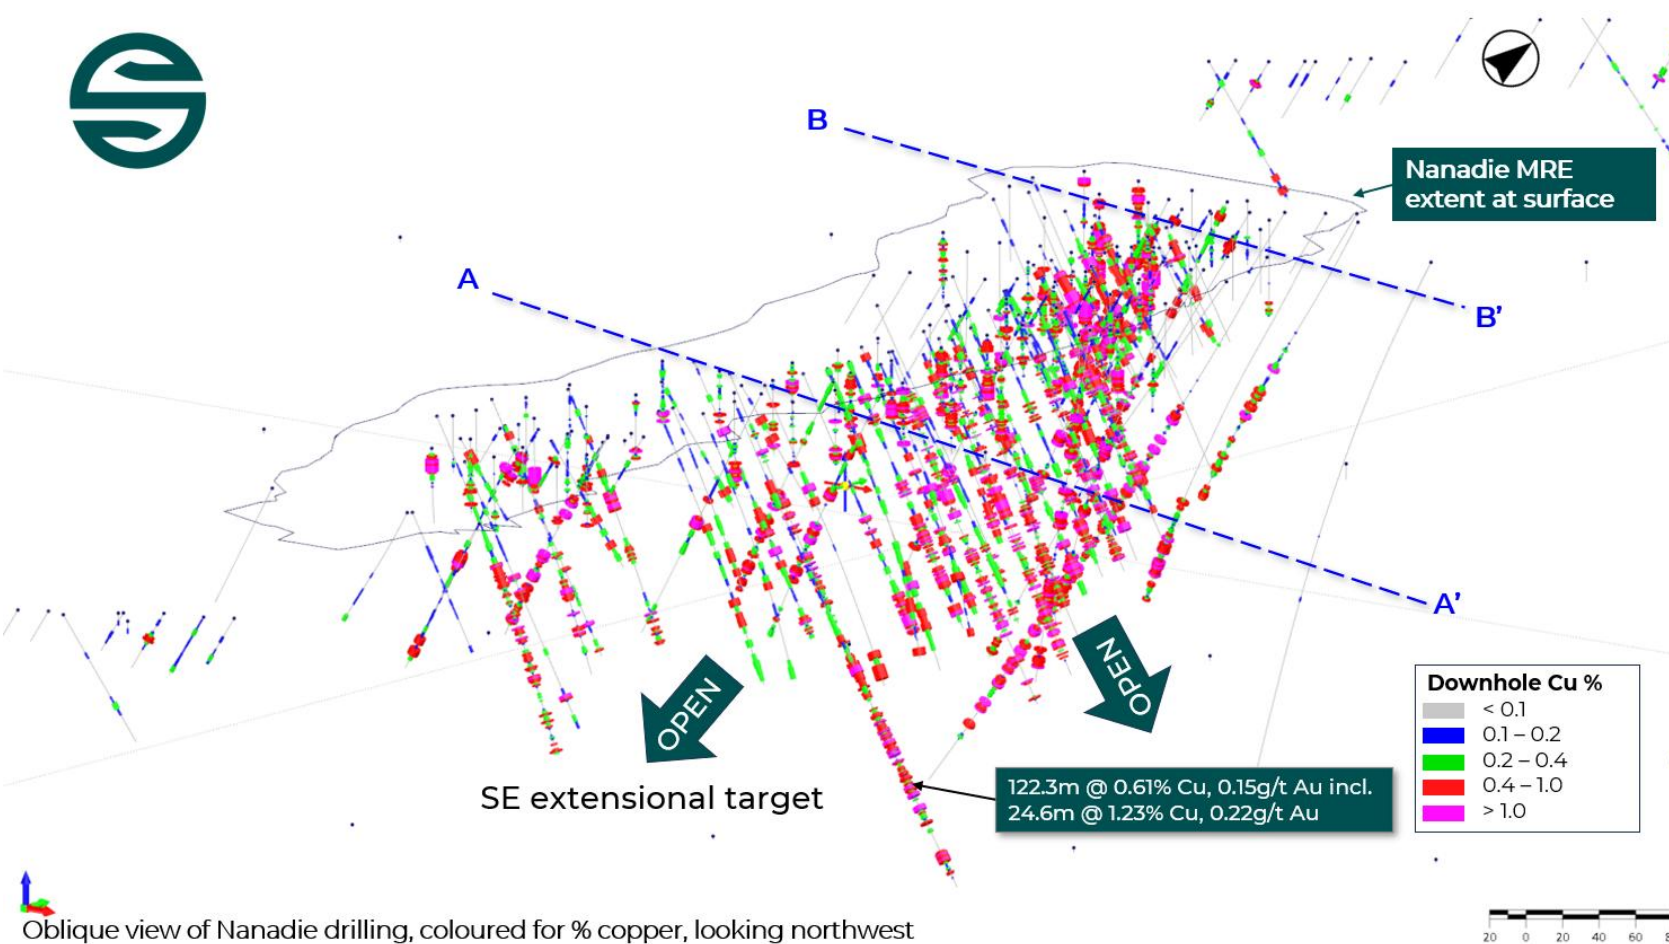 B
Nanadie MRE
extent at surface
A
B’
A’
OPEN
OPEN
SE extensional target
122.3m @ 0.61% Cu, 0.15g/t Au incl.
24.6m @ 1.23% Cu, 0.22g/t Au
Downhole Cu %
< 0.1
0.1 – 0.2
0.2 – 0.4
0.4 – 1.0
> 1.0
Oblique view of Nanadie drilling, coloured for % copper, looking northwest
20 0 20 40 60